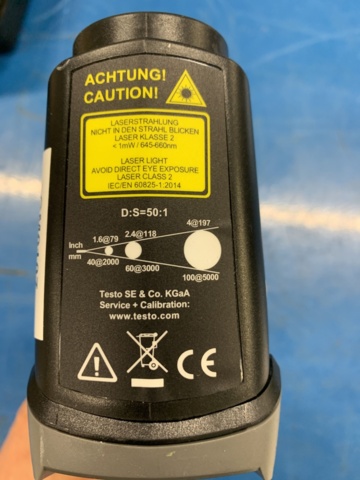 ACHTUNG!
CAUTION!
LASERSTRAHLUNG
NICHT IN DEN STRAHL BLICKEN
LASER KLASSE 2
< 1mW / 645-660nm
LASER LIGHT
AVOID DIRECT EYE EXPOSURE
LASER CLASS 2
IEC/EN 60825-1:2014
D:S=50:1
4@197
2.4@118
1.6@79
Inch
mm
40@2000
60@3000
100@5000
Testo SE & Co. KGaA
Service + Calibration:
www.testo.com
CE